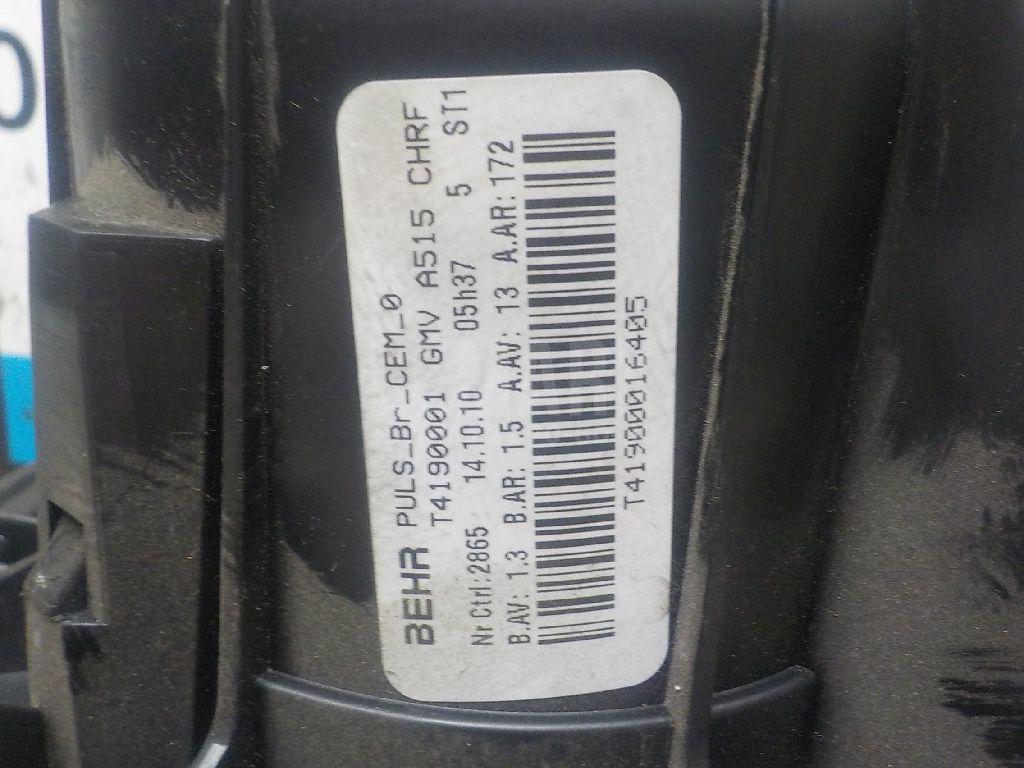 BEHR PULS_Br_CEM_0
T4190001 GMV A515 CHRF
Nr Ctrl:2865 14.10.10 05h37 5 ST1
B.AV: 1.3 B.AR: 1.5 A.AV: 13 A.AR: 172
T41900016405